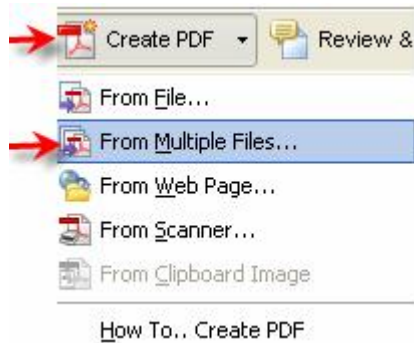 Create PDF Review &
From File...
From Multiple Files...
From Web Page...
From Scanner...
From Clipboard Image
How To.. Create PDF